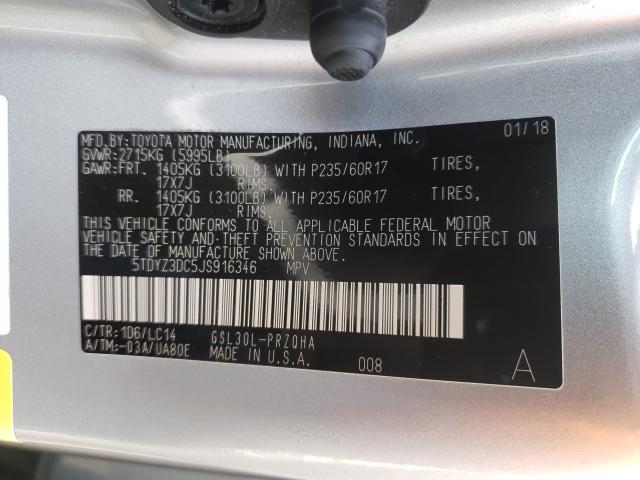 MFD.BY:TOYOTA MOTOR MANUFACTURING, INDIANA, INC. 01/18
GVWR:2715KG (5995LB)
GAWR:FRT. 1405KG (3100LB) WITH P235/60R17 TIRES,
17X7J RIMS,
RR. 1405KG (3100LB) WITH P235/60R17 TIRES,
17X7J RIMS,
THIS VEHICLE CONFORMS TO ALL APPLICABLE FEDERAL MOTOR
VEHICLE SAFETY AND THEFT PREVENTION STANDARDS IN EFFECT ON
THE DATE OF MANUFACTURE SHOWN ABOVE.
5TDYZ3DC5JS916346 MPV
C/TR:1D6/LC14 GSL30L-PRZQHA
A/TM:-03A/UA80E MADE IN U.S.A. 008 A